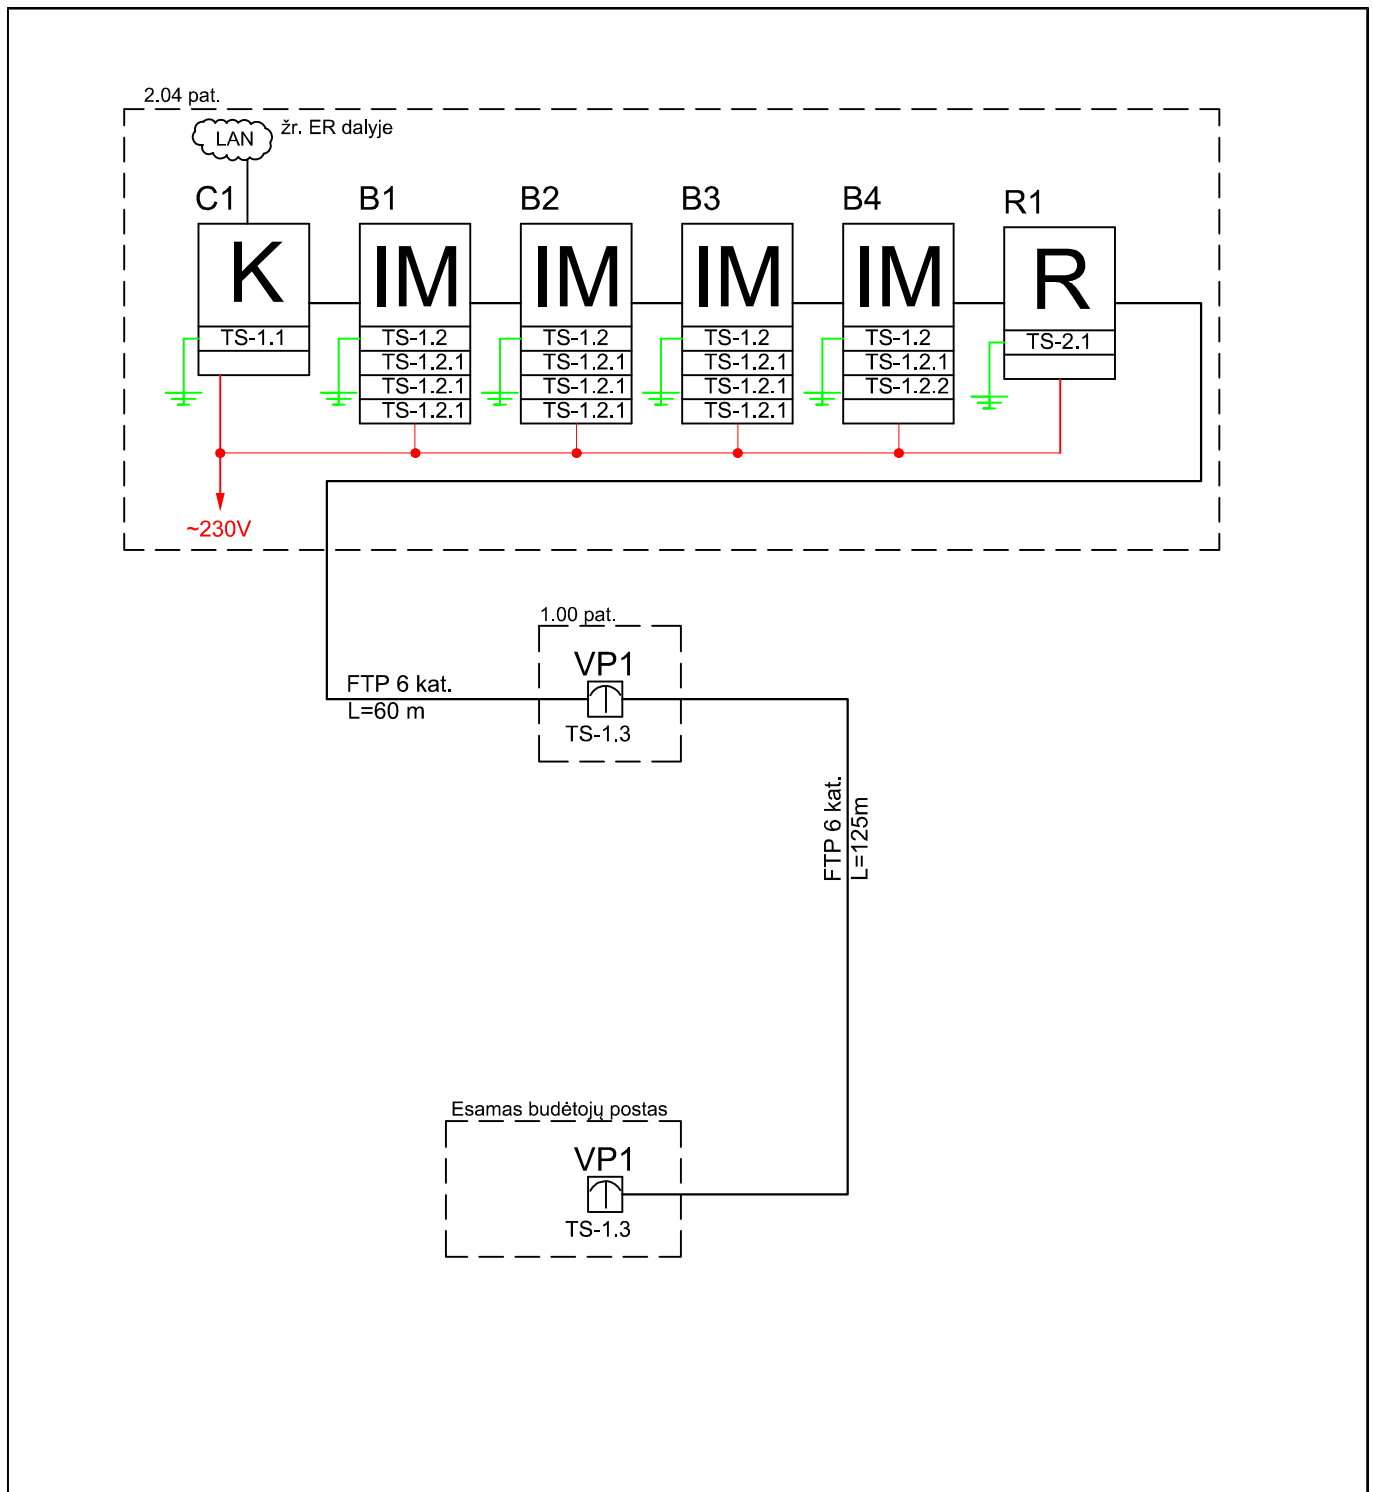 2.04 pat.
LAN
žr. ER dalyje
C1
B1
B2
B3
B4
R1
K
IM
IM
IM
IM
R
TS-1.1
TS-1.2
TS-1.2
TS-1.2
TS-1.2
TS-2.1
TS-1.2.1
TS-1.2.1
TS-1.2.1
TS-1.2.1
TS-1.2.1
TS-1.2.1
TS-1.2.1
TS-1.2.2
TS-1.2.1
TS-1.2.1
TS-1.2.1
~230V
1.00 pat.
VP1
FTP 6 kat.
L=60 m
TS-1.3
FTP 6 kat.
L=125m
Esamas budėtojų postas
VP1
TS-1.3